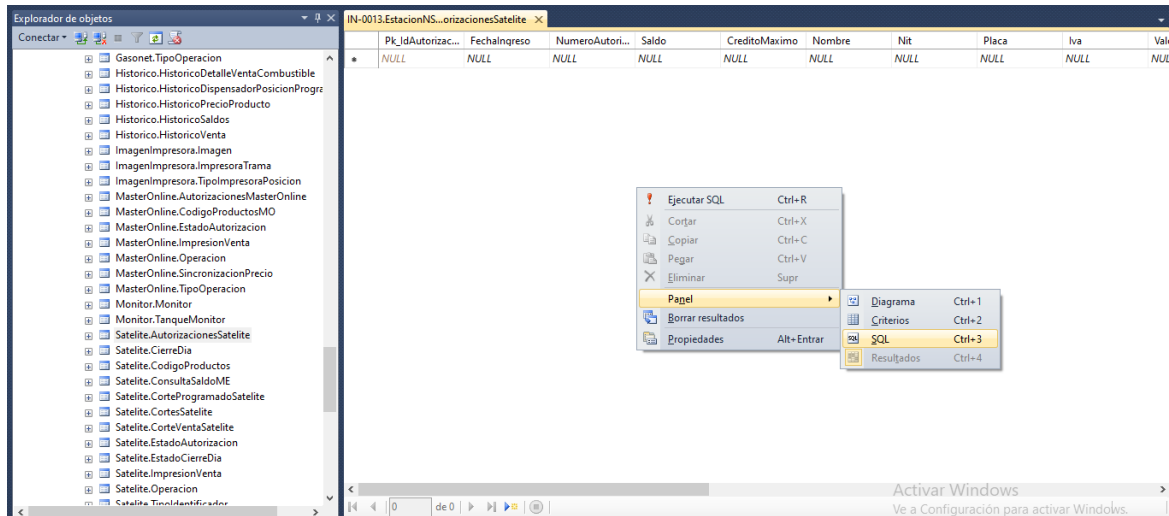 Explorador de objetos
Conectar
Gasonet.TipoOperacion
Historico.HistoricoDetalleVentaCombustible
Historico.HistoricoDispensadorPosicionProgra
Historico.HistoricoPrecioProducto
Historico.HistoricoSaldos
Historico.HistoricoVenta
ImagenImpresora.Imagen
ImagenImpresora.ImpresoraTrama
ImagenImpresora.TipoImpresoraPosicion
MasterOnline.AutorizacionesMasterOnline
MasterOnline.CodigoProductosMO
MasterOnline.EstadoAutorizacion
MasterOnline.ImpresionVenta
MasterOnline.Operacion
MasterOnline.SincronizacionPrecio
MasterOnline.TipoOperacion
Monitor.Monitor
Monitor.TanqueMonitor
Satelite.AutorizacionesSatelite
Satelite.CierreDia
Satelite.CodigoProductos
Satelite.ConsultaSaldoME
Satelite.CorteProgramadoSatelite
Satelite.CortesSatelite
Satelite.CorteVentaSatelite
Satelite.EstadoAutorizacion
Satelite.EstadoCierreDia
Satelite.ImpresionVenta
Satelite.Operacion
Satelite.TipoIdentificador
IN-0013.EstacionNS...orizacionesSatelite
Pk_IdAutorizac... FechaIngreso NumeroAutori... Saldo CreditoMaximo Nombre Nit Placa Iva Val
NULL NULL NULL NULL NULL NULL NULL NULL NULL NUL
Ejecutar SQL Ctrl+R
Cortar Ctrl+X
Copiar Ctrl+C
Pegar Ctrl+V
Eliminar Supr
Panel
Borrar resultados
Propiedades Alt+Entrar
Diagrama Ctrl+1
Criterios Ctrl+2
SQL Ctrl+3
Resultados Ctrl+4
0 de 0
Activar Windows
Ve a Configuración para activar Windows.